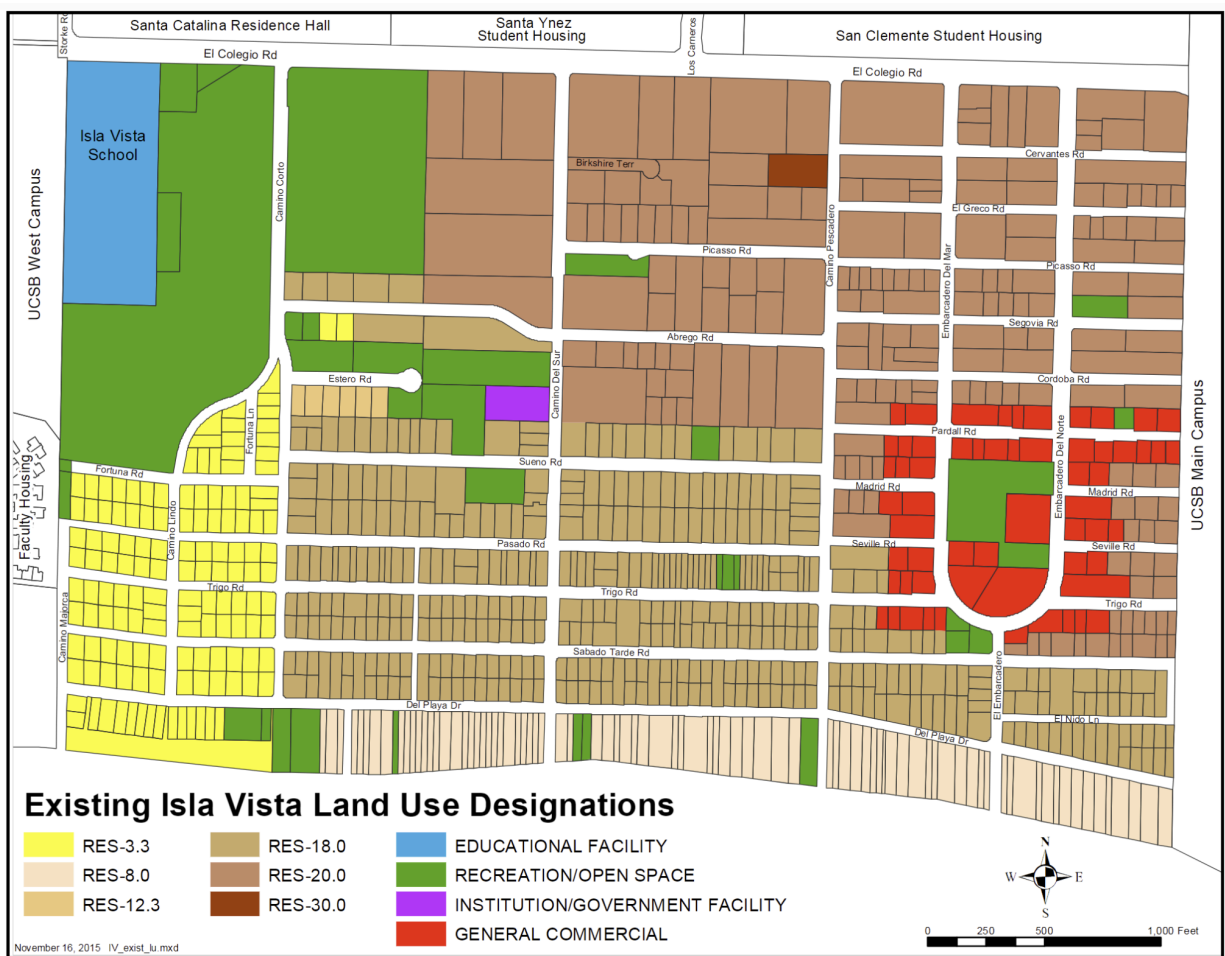 Santa Catalina Residence Hall
Santa Ynez
Student Housing
San Clemente Student Housing
Storke Rd
Los Carneros
El Colegio Rd
El Colegio Rd
Isla Vista
School
UCSB West Campus
Camino Corto
Birkshire Terr
Cervantes Rd
El Greco Rd
Camino Pescadero
Embarcadero Del Mar
Picasso Rd
Picasso Rd
Segovia Rd
Abrego Rd
Estero Rd
Camino Del Sur
Cordoba Rd
UCSB Main Campus
Fortuna Ln
Pardall Rd
Embarcadero Del Norte
Sueno Rd
Fortuna Rd
Faculty Housing
Madrid Rd
Madrid Rd
Camino Lindo
Pasado Rd
Seville Rd
Seville Rd
Trigo Rd
Trigo Rd
Trigo Rd
Camino Majorca
Sabado Tarde Rd
El Embarcadero
Del Playa Dr
El Nido Ln
Del Playa Dr
Existing Isla Vista Land Use Designations
RES-3.3
RES-8.0
RES-12.3
RES-18.0
RES-20.0
RES-30.0
EDUCATIONAL FACILITY
RECREATION/OPEN SPACE
INSTITUTION/GOVERNMENT FACILITY
GENERAL COMMERCIAL
N
W E
S
0 250 500 1,000 Feet
November 16, 2015 IV_exist_lu.mxd